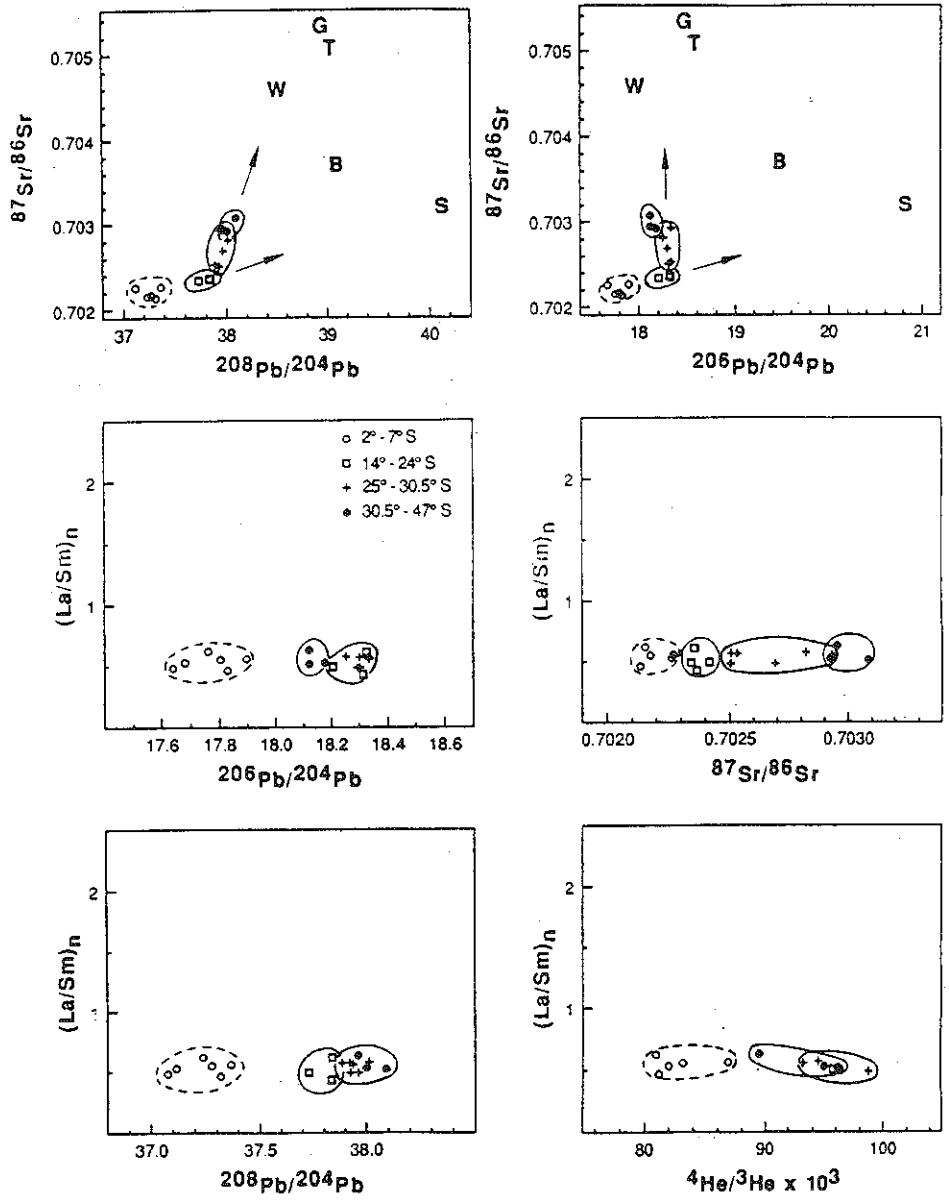 G
T
W
B
S
87Sr/86Sr
0.705
0.704
0.703
0.702
37
38
39
40
208Pb/204Pb
G
T
W
B
S
87Sr/86Sr
0.705
0.704
0.703
0.702
18
19
20
21
206Pb/204Pb
2° - 7° S
14° - 24° S
25° - 30.5° S
30.5° - 47° S
(La/Sm)n
2
1
17.6
17.8
18.0
18.2
18.4
18.6
206Pb/204Pb
(La/Sm)n
2
1
0.7020
0.7025
0.7030
87Sr/86Sr
(La/Sm)n
2
1
37.0
37.5
38.0
208Pb/204Pb
(La/Sm)n
2
1
80
90
100
4He/3He x 10³